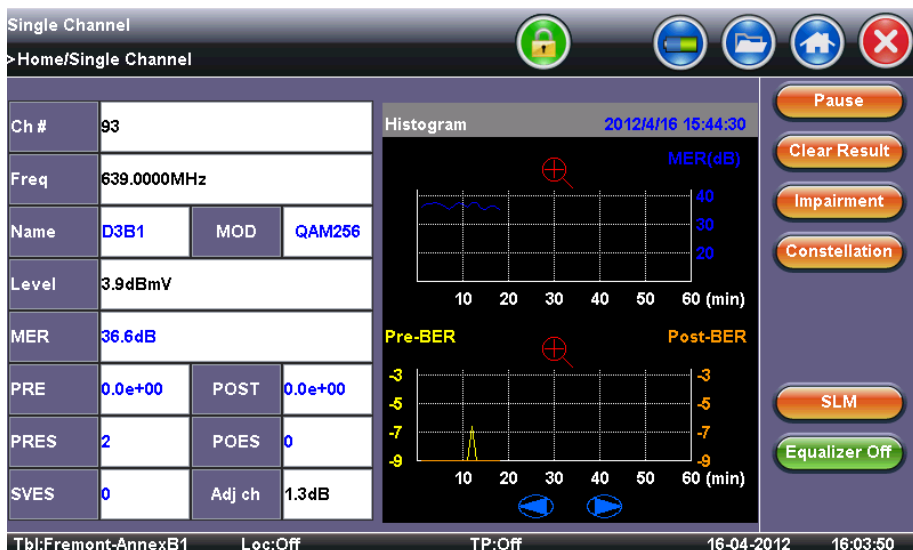 Single Channel
>Home/Single Channel
Ch # 93
Freq 639.0000MHz
Name D3B1 MOD QAM256
Level 3.9dBmV
MER 36.6dB
PRE 0.0e+00 POST 0.0e+00
PRES 2 POES 0
SVES 0 Adj ch 1.3dB
Histogram 2012/4/16 15:44:30
MER(dB)
40
30
20
10 20 30 40 50 60 (min)
Pre-BER Post-BER
-3 -3
-5 -5
-7 -7
-9 -9
10 20 30 40 50 60 (min)
Pause
Clear Result
Impairment
Constellation
SLM
Equalizer Off
Tbl:Fremont-AnnexB1 Loc:Off TP:Off 16-04-2012 16:03:50